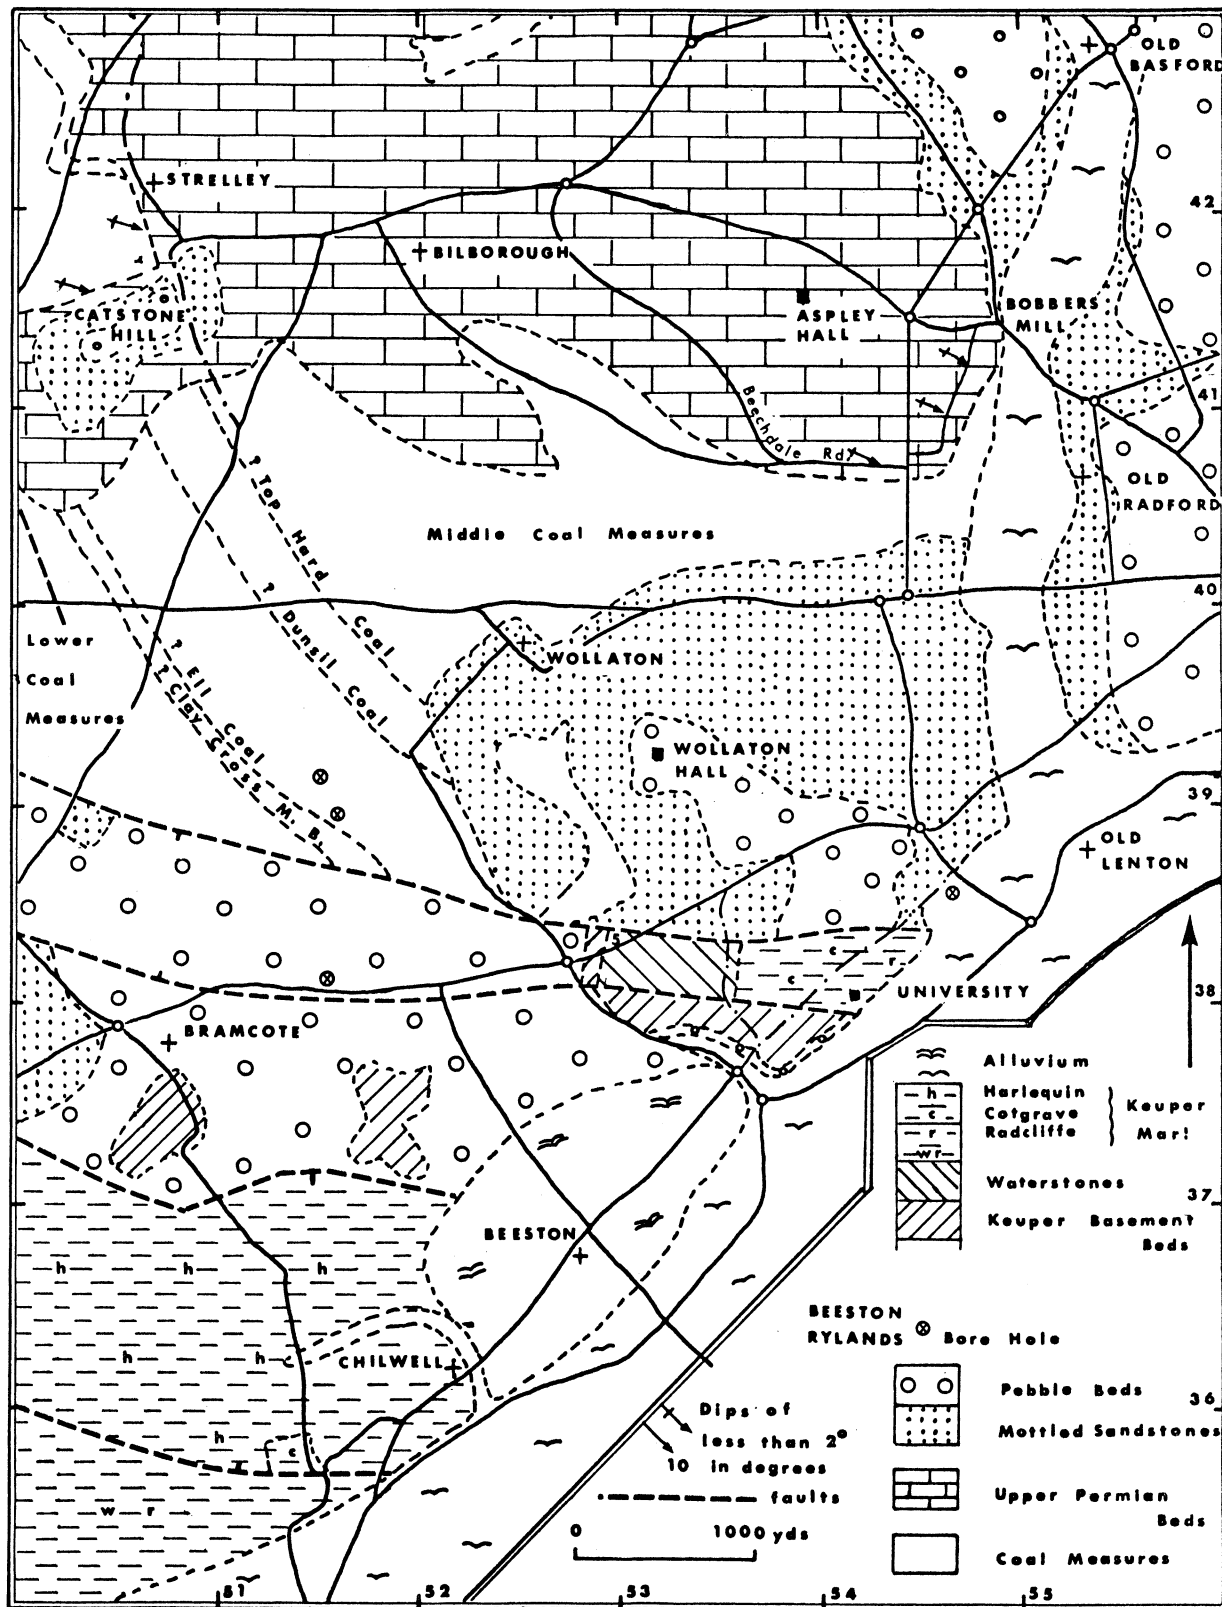 OLD
BASFORD
STRELLEY
42
BILBOROUGH
CATSTONE
HILL
ASPLEY
HALL
BOBBERS
MILL
41
Beechdale Rd
OLD
RADFORD
? Top Hard Coal
Middle Coal Measures
40
? Dunsil Coal
Lower
Coal
Measures
WOLLATON
? Ell Coal
? Clay Cross M. B.
WOLLATON
HALL
39
OLD
LENTON
5
c
c r
c
UNIVERSITY
38
BRAMCOTE
Alluvium
h Harlequin
c Cotgrave
r Radcliffe
wr
Keuper
Marl
Waterstones
37
Keuper Basement
Beds
BEESTON
h h h
BEESTON
RYLANDS
Bore Hole
h h c
CHILWELL
Pebble Beds
36
Mottled Sandstones
Dips of
less than 2°
10 in degrees
h
c
faults
w r
Upper Permian
Beds
0 1000 yds
Coal Measures
51 52 53 54 55